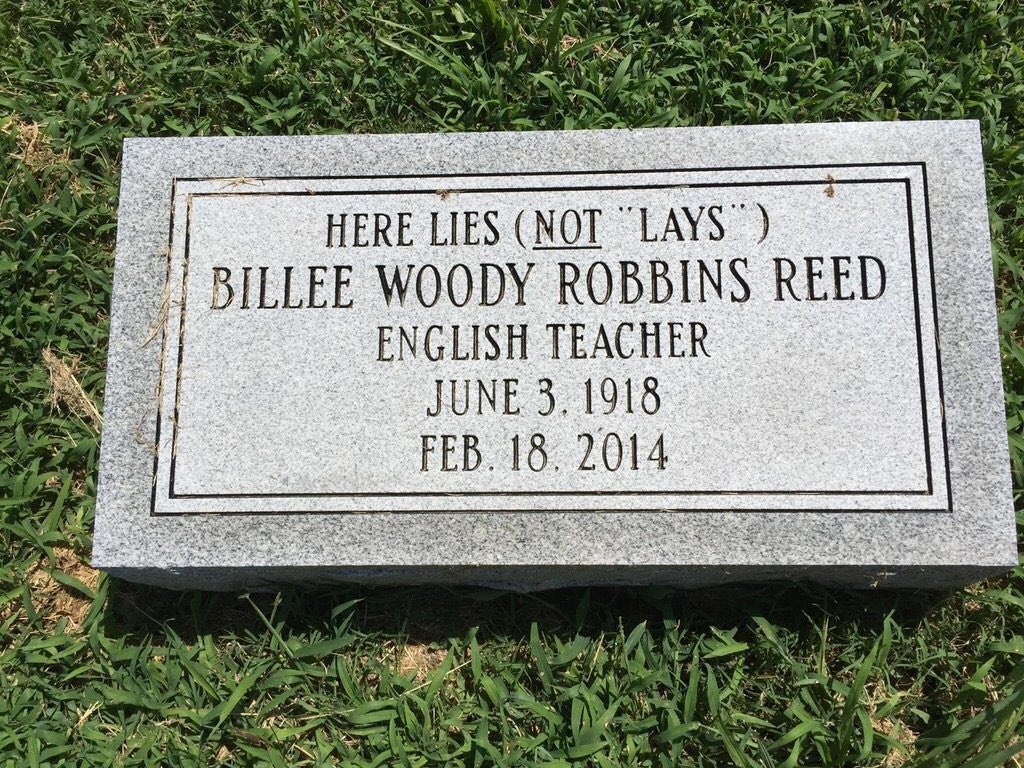 HERE LIES (NOT "LAYS")
BILLEE WOODY ROBBINS REED
ENGLISH TEACHER
JUNE 3, 1918
FEB. 18, 2014